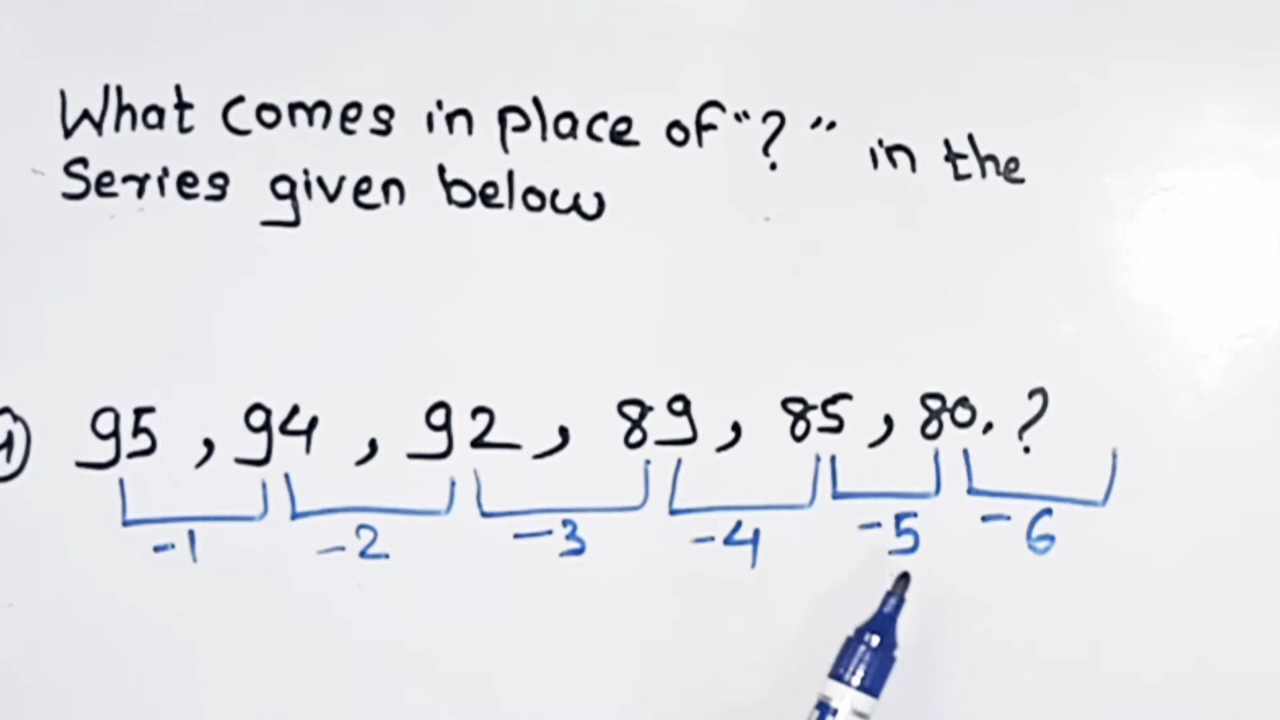 What comes in place of "?" in the
Series given below
95, 94, 92, 89, 85, 80. ?
-1 -2 -3 -4 -5 -6